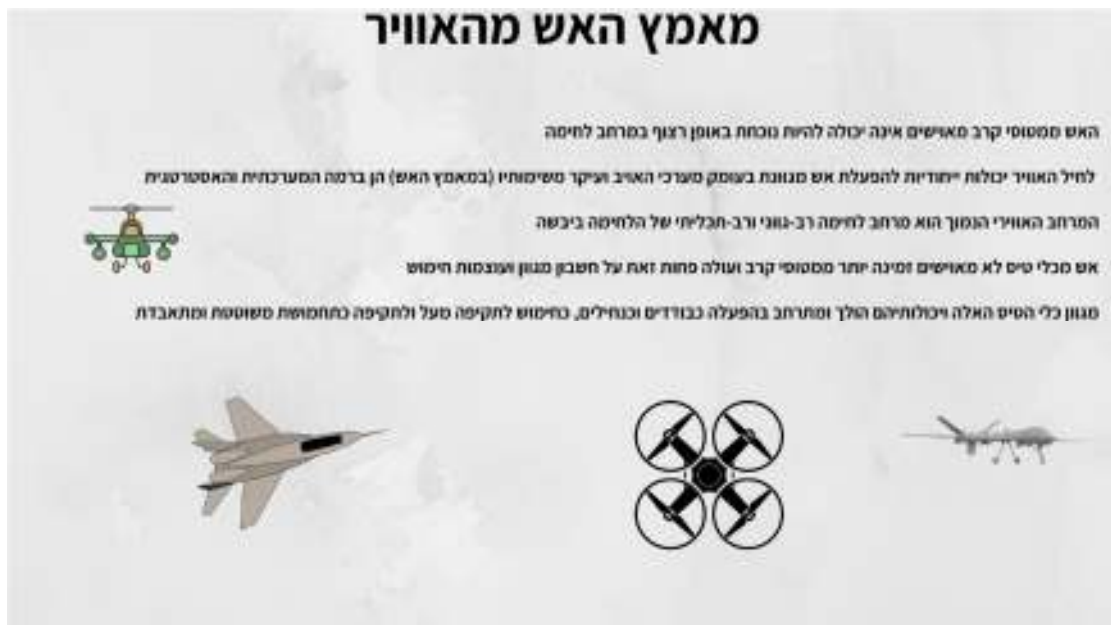 מאמץ האש מהאוויר
האש ממטוסי קרב מאוישים אינה יכולה להיות נוכחת באופן רצוף במרחב לחימה
לחיל האוויר יכולות ייחודיות להפעלת אש מגוונת בעומק מערכי האויב ועיקר משימותיו (במאמץ האש) הן ברמה המערכתית והאסטרטגית
המרחב האווירי הנמוך הוא מרחב לחימה רב-גווני ורב-תכליתי של הלחימה ביבשה
אש מכלי טיס לא מאוישים זמינה יותר ממטוסי קרב ועולה פחות זאת על חשבון מגוון ועוצמות חימוש
מגוון כלי הטיס האלה ויכולותיהם הולך ומתרחב בהפעלה כבודדים וכנחילים, כחימוש לתקיפה מעל ולתקיפה כתחמושת משוטטת ומתאבדת